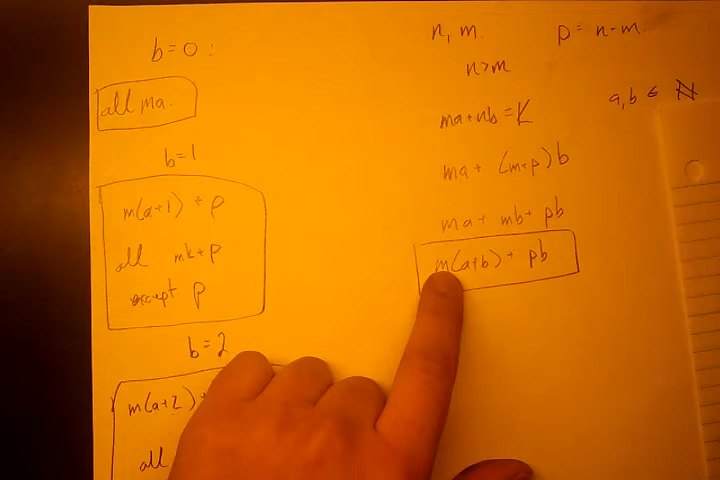 b=0:
all ma.
b=1
m(a+1) + p
all mk+p
except p
b=2
m(a+2) +
all
n, m. p = n-m.
n>m
a,b ∈ ℕ
ma+nb=K
ma + (m+p)b
ma + mb + pb
m(a+b) + pb